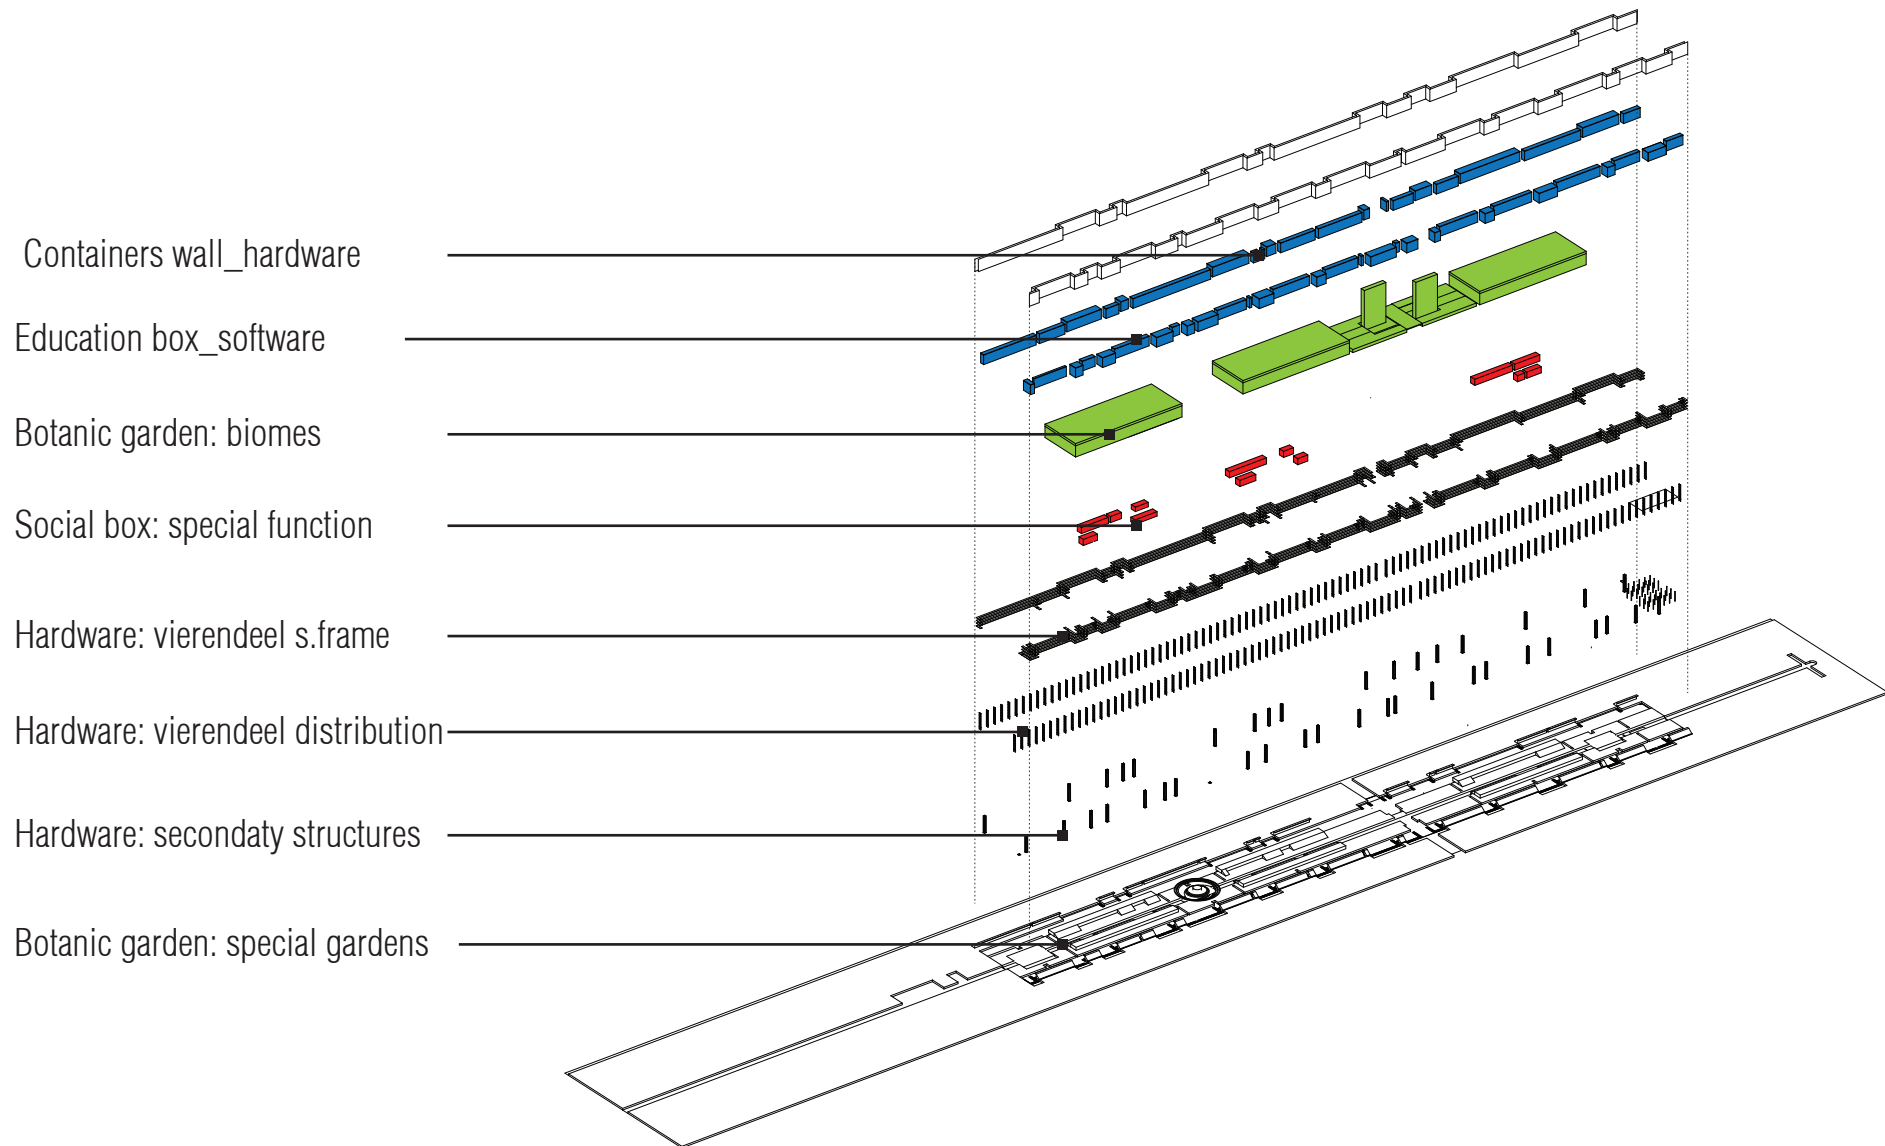 Containers wall_hardware
Education box_software
Botanic garden: biomes
Social box: special function
Hardware: vierendeel s.frame
Hardware: vierendeel distribution
Hardware: secondaty structures
Botanic garden: special gardens